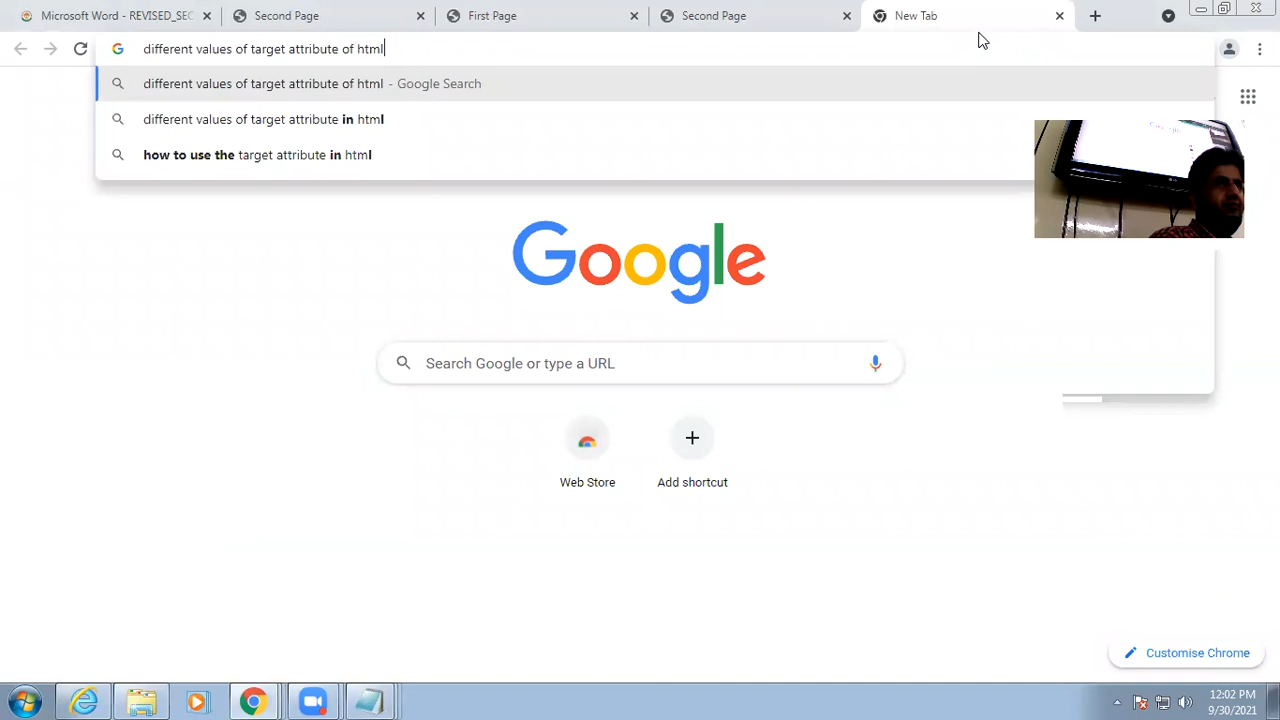 Microsoft Word - REVISED_SEC
Second Page
First Page
Second Page
New Tab
different values of target attribute of html
different values of target attribute of html - Google Search
different values of target attribute in html
how to use the target attribute in html
Google
Search Google or type a URL
Web Store
Add shortcut
Customise Chrome
12:02 PM
9/30/2021